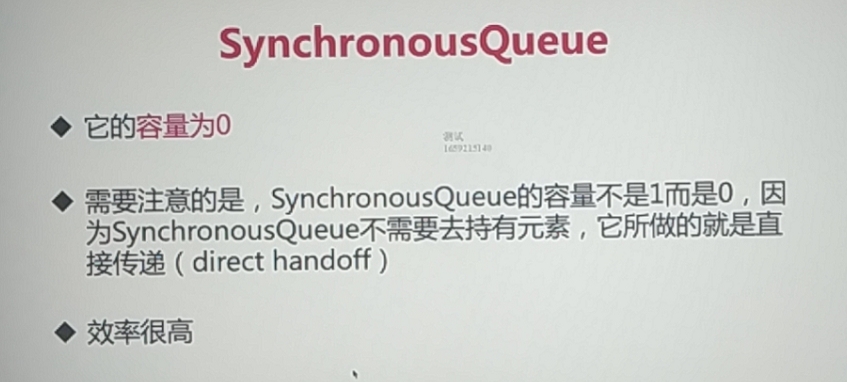 SynchronousQueue
◆ 它的容量为0
测试
◆ 需要注意的是，SynchronousQueue的容量不是1而是0，因
为SynchronousQueue不需要去持有元素，它所做的就是直
接传递（direct handoff）
◆ 效率很高